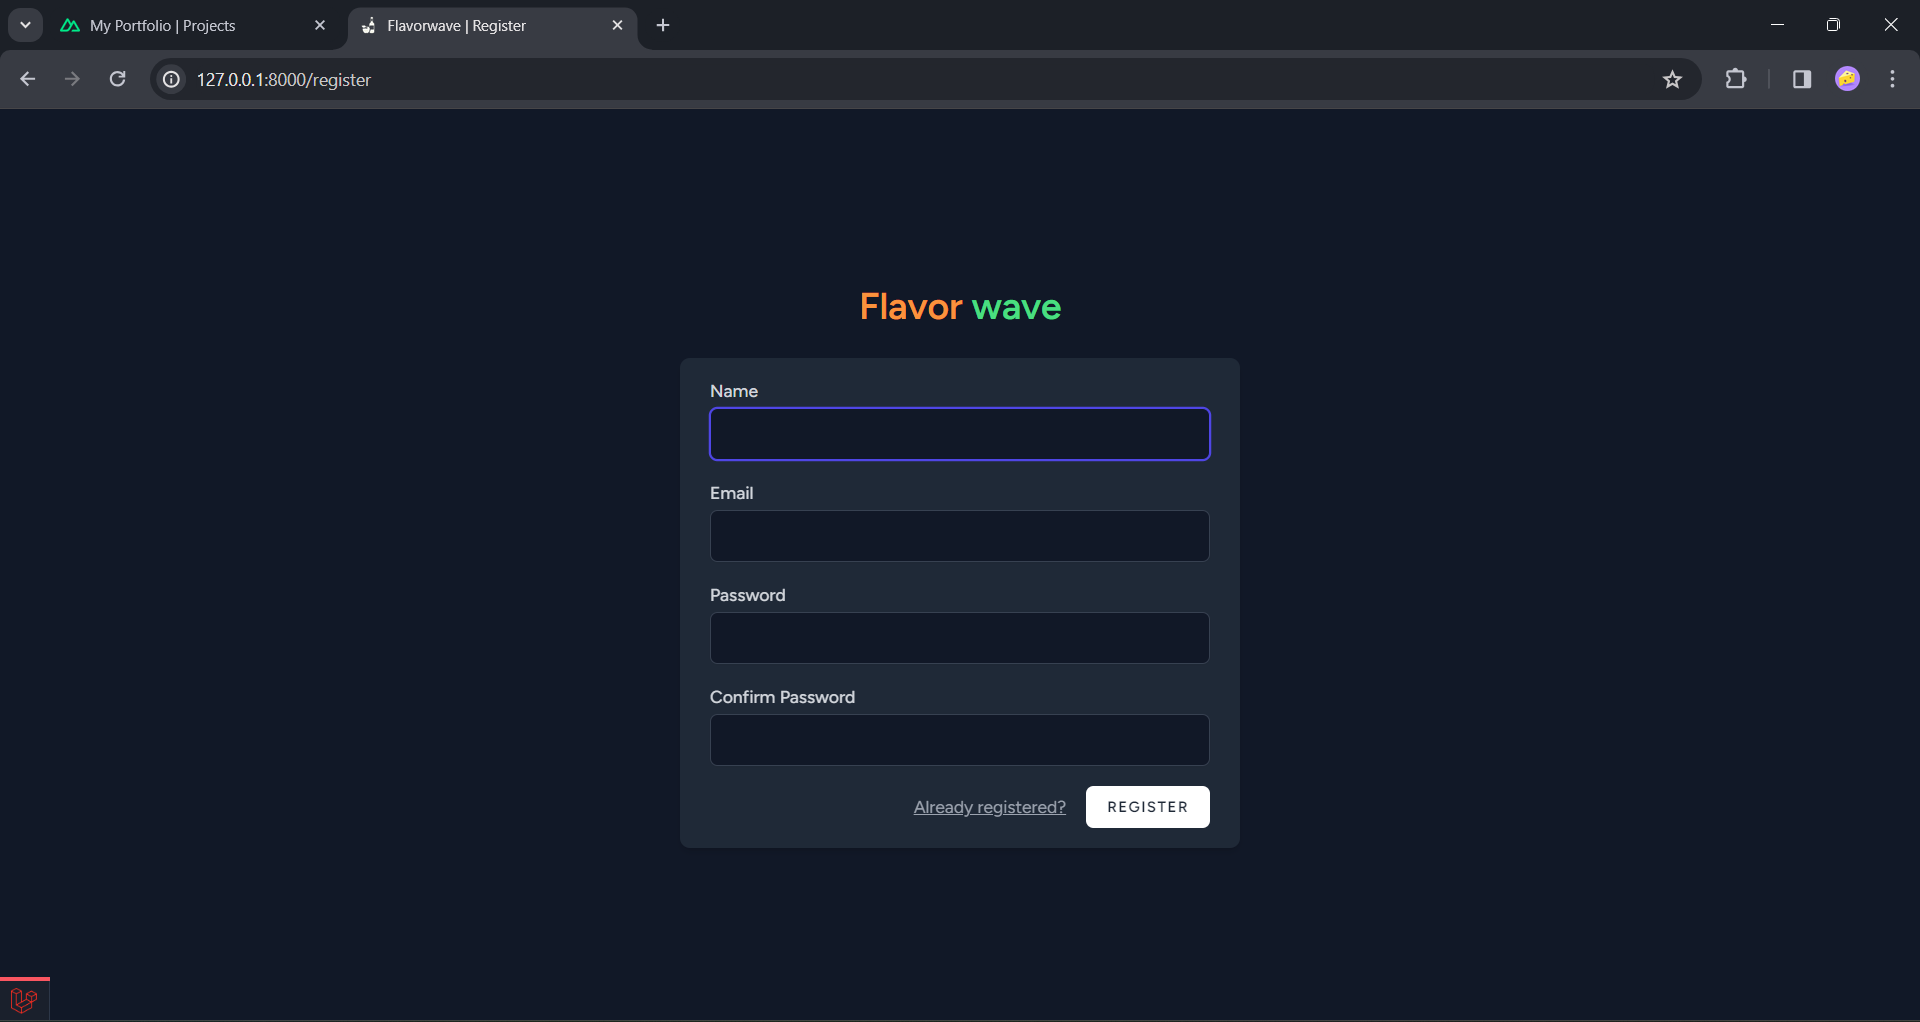 My Portfolio | Projects
Flavorwave | Register
127.0.0.1:8000/register
Flavor wave
Name
Email
Password
Confirm Password
Already registered?
REGISTER